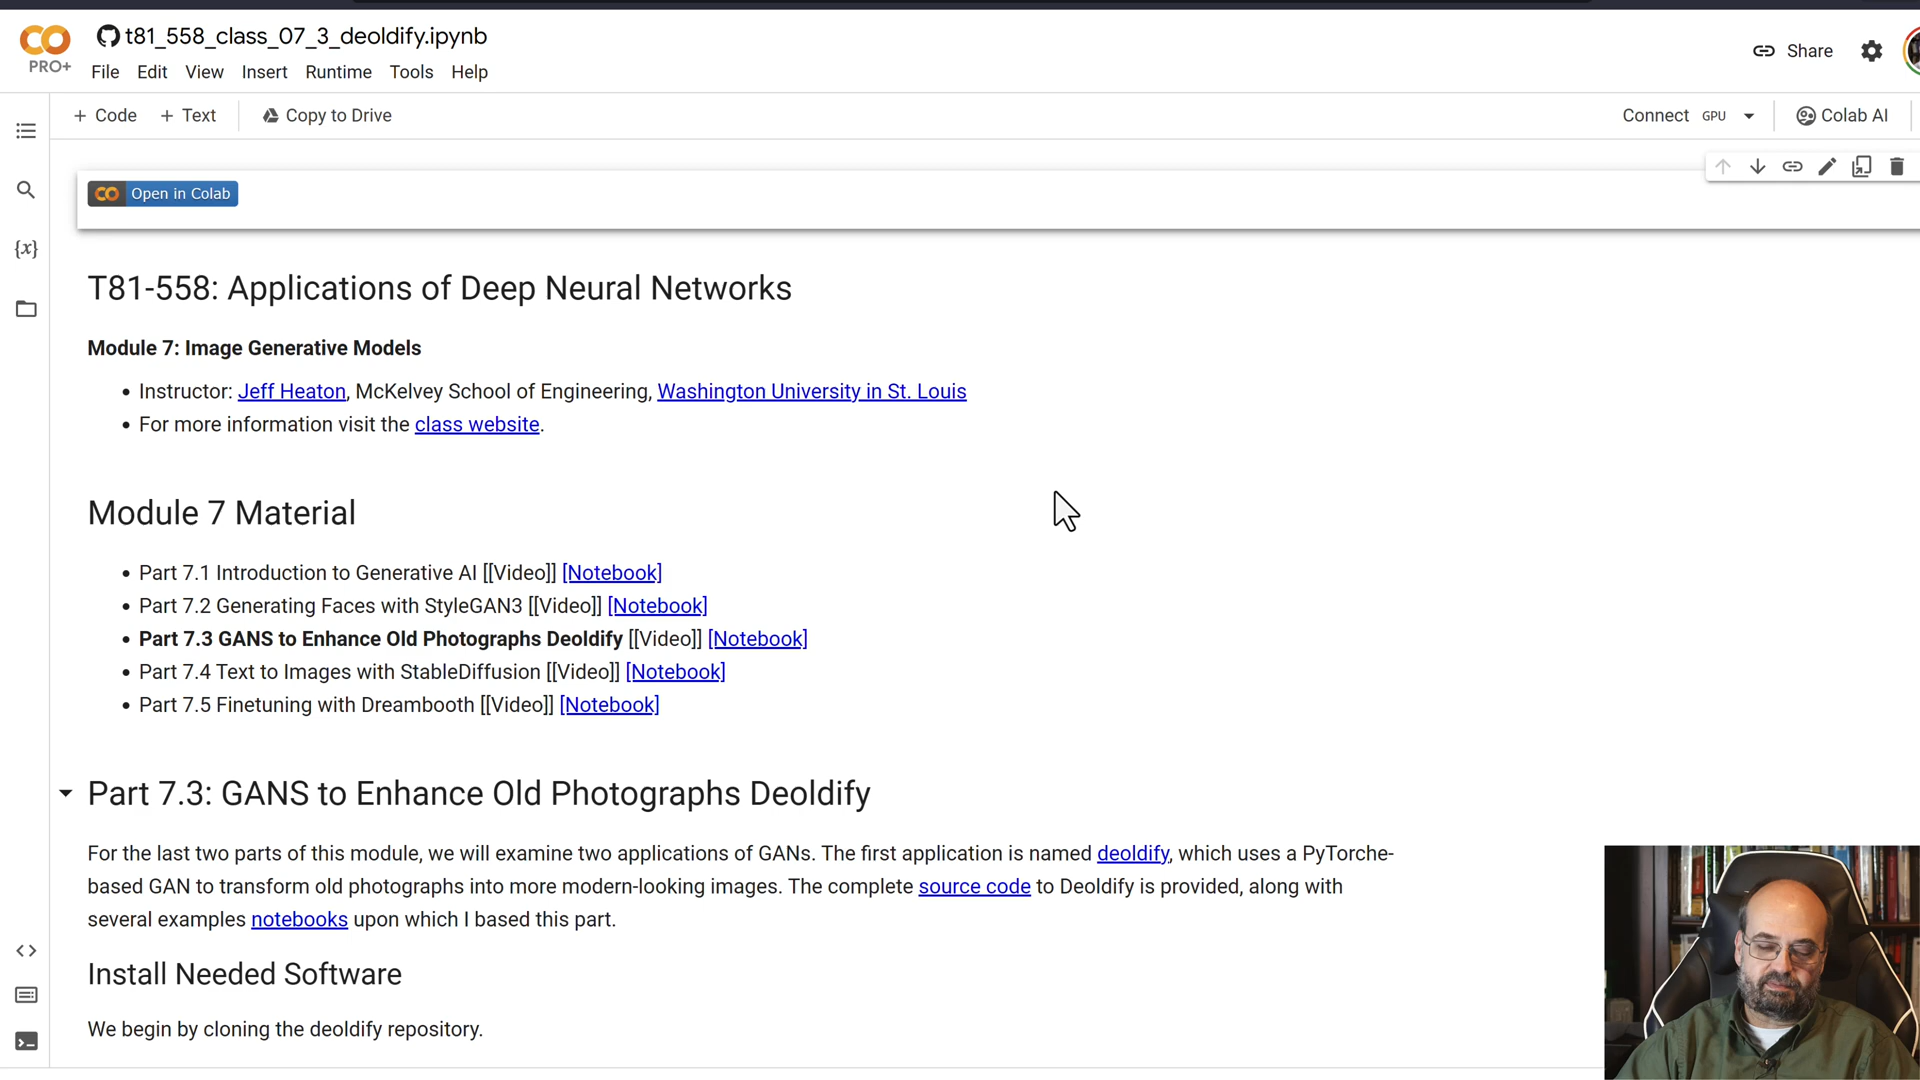 t81_558_class_07_3_deoldify.ipynb
PRO+
File Edit View Insert Runtime Tools Help
Share
+ Code + Text Copy to Drive
Connect GPU
Colab AI
{x}
Open in Colab
T81-558: Applications of Deep Neural Networks
Module 7: Image Generative Models
• Instructor: Jeff Heaton, McKelvey School of Engineering, Washington University in St. Louis
• For more information visit the class website.
Module 7 Material
• Part 7.1 Introduction to Generative AI [[Video]] [Notebook]
• Part 7.2 Generating Faces with StyleGAN3 [[Video]] [Notebook]
• Part 7.3 GANS to Enhance Old Photographs Deoldify [[Video]] [Notebook]
• Part 7.4 Text to Images with StableDiffusion [[Video]] [Notebook]
• Part 7.5 Finetuning with Dreambooth [[Video]] [Notebook]
Part 7.3: GANS to Enhance Old Photographs Deoldify
For the last two parts of this module, we will examine two applications of GANs. The first application is named deoldify, which uses a PyTorche-
based GAN to transform old photographs into more modern-looking images. The complete source code to Deoldify is provided, along with
several examples notebooks upon which I based this part.
Install Needed Software
We begin by cloning the deoldify repository.